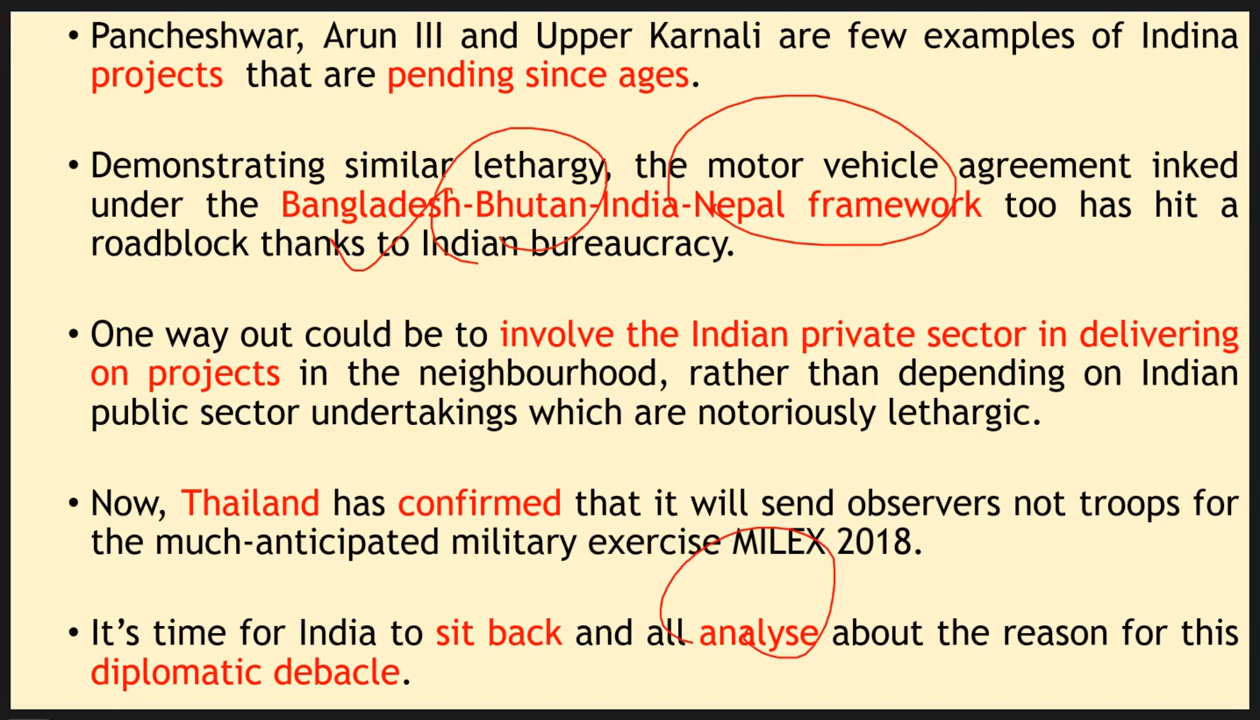 • Pancheshwar, Arun III and Upper Karnali are few examples of Indina
projects that are pending since ages.
• Demonstrating similar lethargy, the motor vehicle agreement inked
under the Bangladesh-Bhutan-India-Nepal framework too has hit a
roadblock thanks to Indian bureaucracy.
• One way out could be to involve the Indian private sector in delivering
on projects in the neighbourhood, rather than depending on Indian
public sector undertakings which are notoriously lethargic.
• Now, Thailand has confirmed that it will send observers not troops for
the much-anticipated military exercise MILEX 2018.
• It’s time for India to sit back and all analyse about the reason for this
diplomatic debacle.